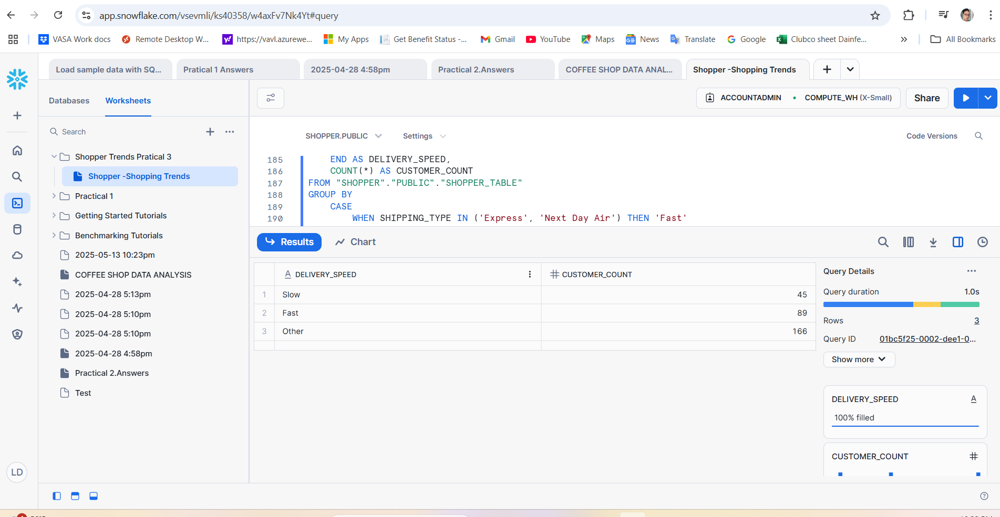 app.snowflake.com/vsevmli/ks40358/w4axFv7Nk4Yt#query
VASA Work docs
Remote Desktop W...
https://vavl.azurewe...
My Apps
Get Benefit Status -...
Gmail
YouTube
Maps
News
Translate
Google
Clubco sheet Dainfe...
All Bookmarks
Load sample data with SQ...
Pratical 1 Answers
2025-04-28 4:58pm
Practical 2.Answers
COFFEE SHOP DATA ANAL...
Shopper -Shopping Trends
Databases
Worksheets
ACCOUNTADMIN
COMPUTE_WH (X-Small)
Share
Search
Shopper Trends Pratical 3
Shopper -Shopping Trends
Practical 1
Getting Started Tutorials
Benchmarking Tutorials
2025-05-13 10:23pm
COFFEE SHOP DATA ANALYSIS
2025-04-28 5:13pm
2025-04-28 5:10pm
2025-04-28 5:10pm
2025-04-28 4:58pm
Practical 2.Answers
Test
LD
SHOPPER.PUBLIC
Settings
Code Versions
185 END AS DELIVERY_SPEED,
186 COUNT(*) AS CUSTOMER_COUNT
187 FROM "SHOPPER"."PUBLIC"."SHOPPER_TABLE"
188 GROUP BY
189 CASE
190 WHEN SHIPPING_TYPE IN ('Express', 'Next Day Air') THEN 'Fast'
Results
Chart
A DELIVERY_SPEED
# CUSTOMER_COUNT
1 Slow 45
2 Fast 89
3 Other 166
Query Details
Query duration 1.0s
Rows 3
Query ID 01bc5f25-0002-dee1-0...
Show more
DELIVERY_SPEED A
100% filled
CUSTOMER_COUNT #